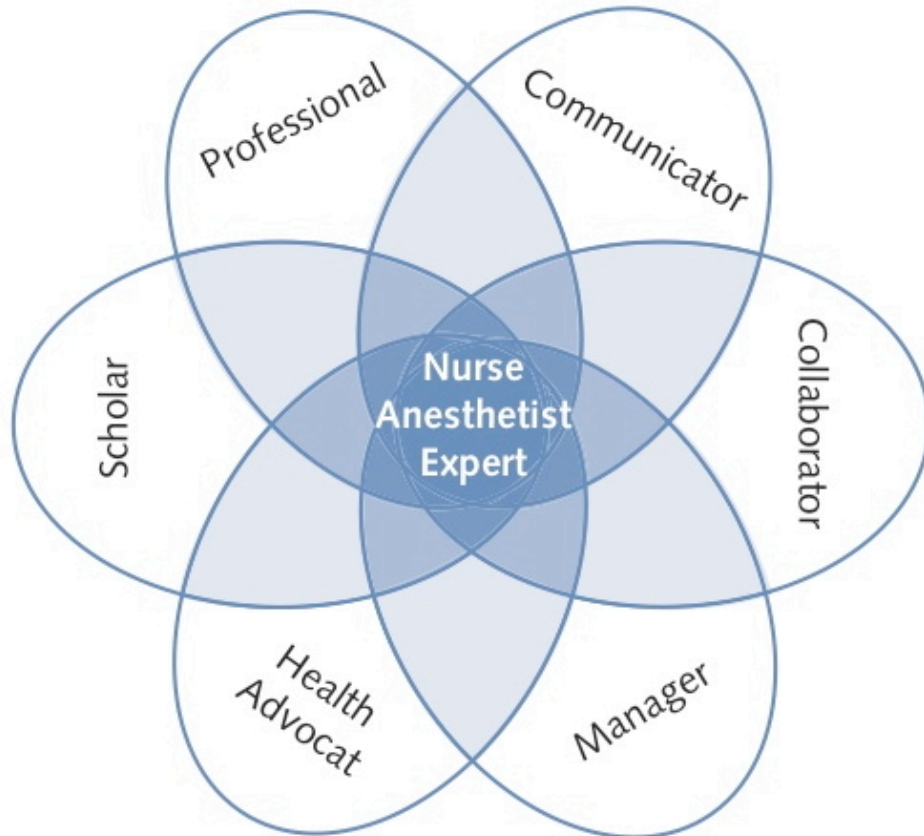 Professional
Communicator
Scholar
Nurse
Anesthetist
Expert
Collaborator
Health
Advocat
Manager